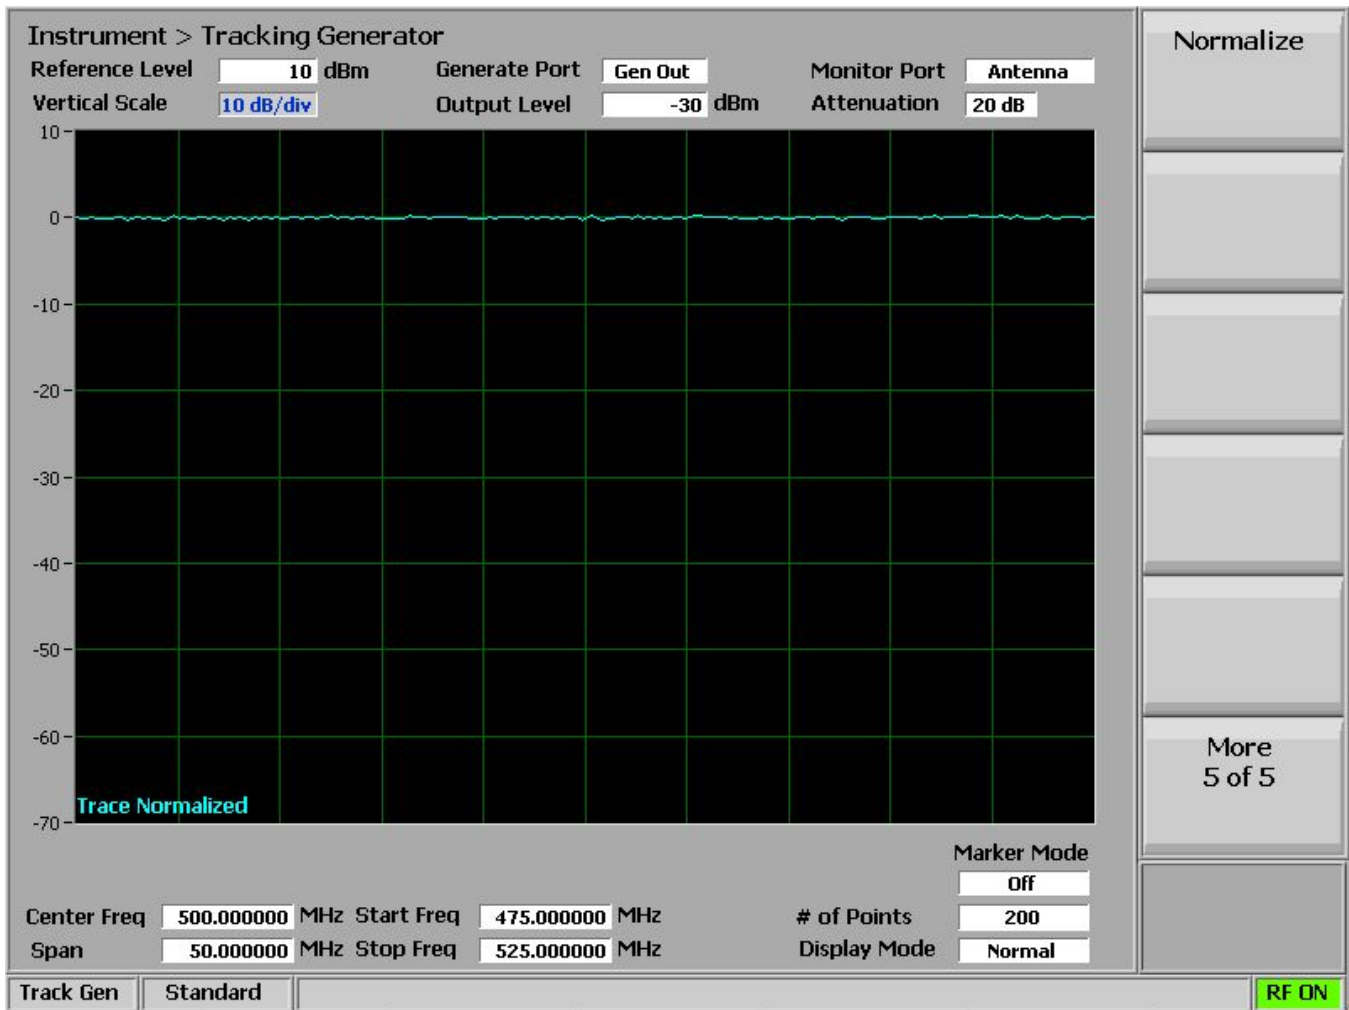 Instrument > Tracking Generator
Normalize
Reference Level 10 dBm Generate Port Gen Out Monitor Port Antenna
Vertical Scale 10 dB/div Output Level -30 dBm Attenuation 20 dB
10
0
-10
-20
-30
-40
-50
-60
-70
Trace Normalized
More
5 of 5
Marker Mode
Off
Center Freq 500.000000 MHz Start Freq 475.000000 MHz # of Points 200
Span 50.000000 MHz Stop Freq 525.000000 MHz Display Mode Normal
Track Gen Standard RF ON